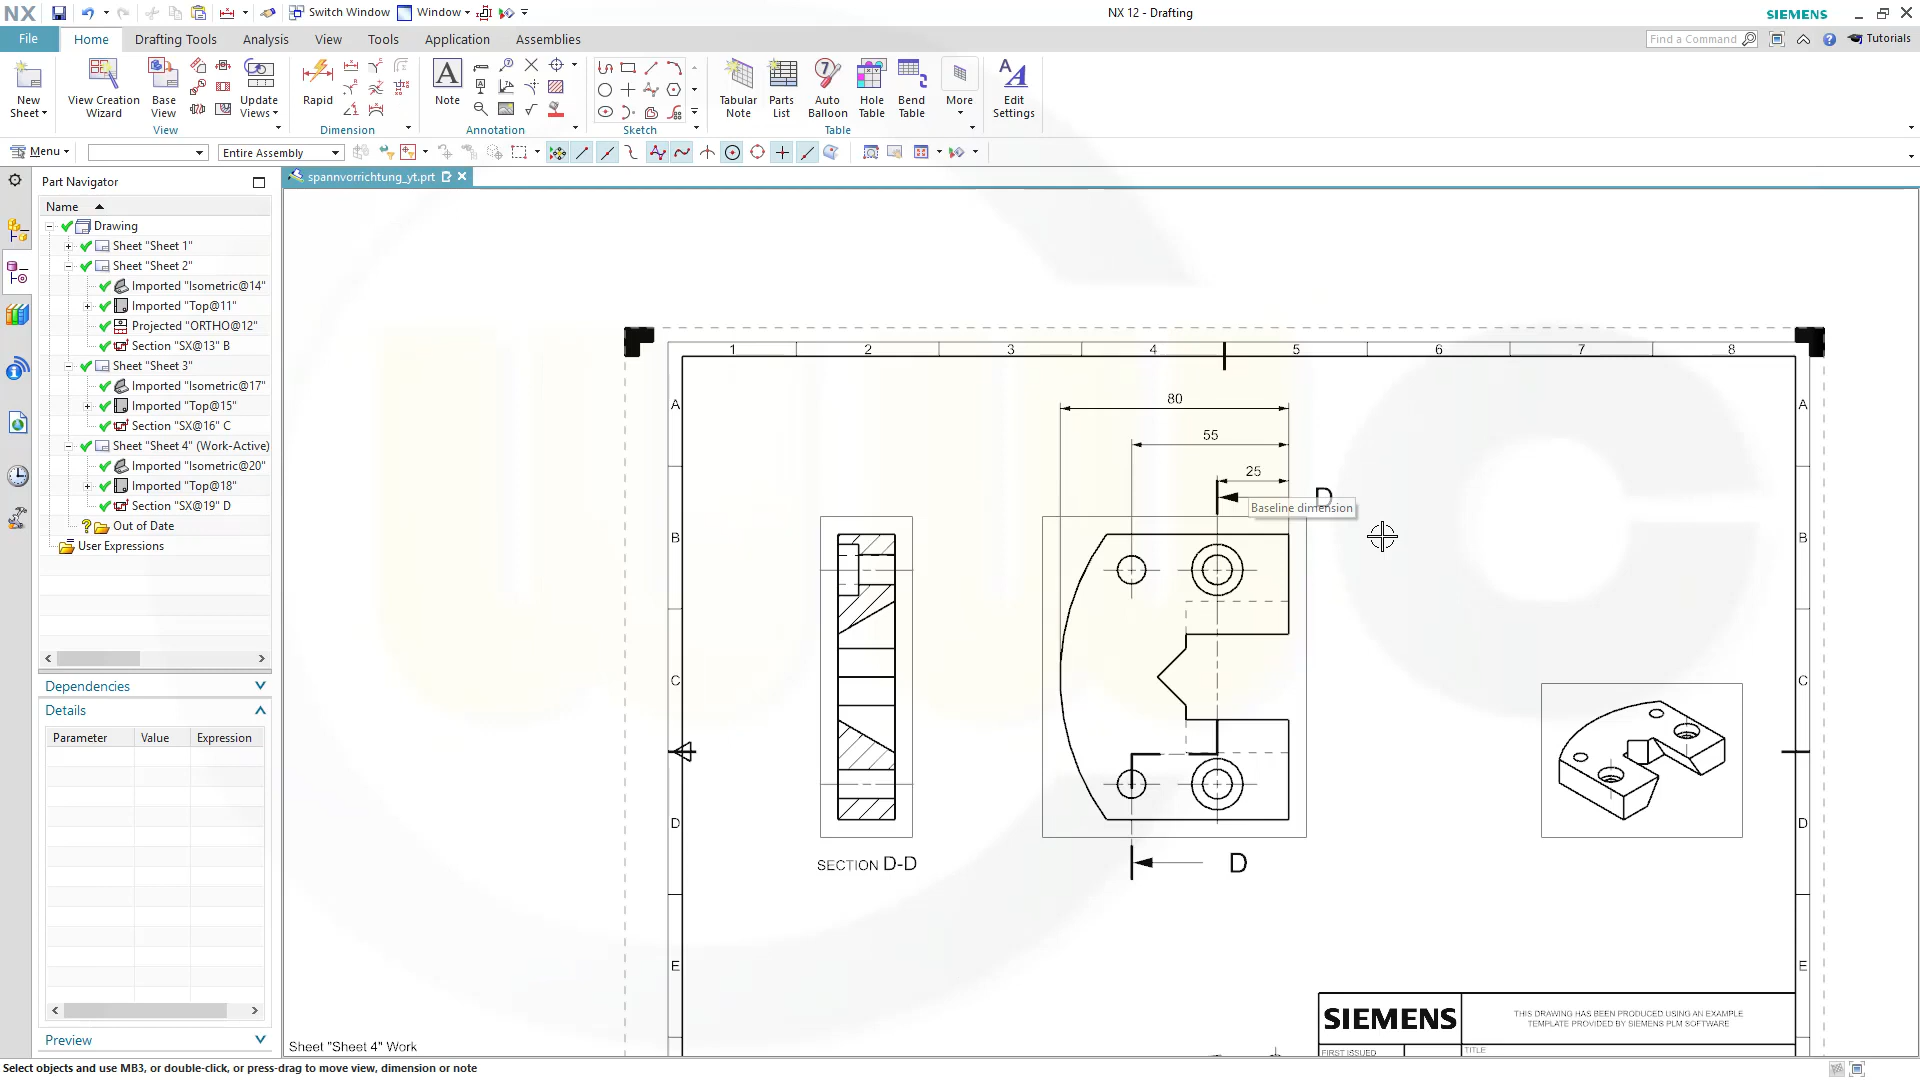 NX
Switch Window
Window
NX 12 - Drafting
SIEMENS
File
Home
Drafting Tools
Analysis
View
Tools
Application
Assemblies
Find a Command
Tutorials
New
Sheet
View Creation
Wizard
Base
View
Update
Views
Rapid
Note
Tabular
Note
Parts
List
Auto
Balloon
Hole
Table
Bend
Table
More
Edit
Settings
View
Dimension
Annotation
Sketch
Table
Menu
Entire Assembly
Part Navigator
spannvorrichtung_yt.prt
Name
Drawing
Sheet "Sheet 1"
Sheet "Sheet 2"
Imported "Isometric@14"
Imported "Top@11"
Projected "ORTHO@12"
Section "SX@13" B
Sheet "Sheet 3"
Imported "Isometric@17"
Imported "Top@15"
Section "SX@16" C
Sheet "Sheet 4" (Work-Active)
Imported "Isometric@20"
Imported "Top@18"
Section "SX@19" D
Out of Date
User Expressions
Dependencies
Details
Parameter Value Expression
Preview
1 2 3 4 5 6 7 8
A A
80
55
25
D
Baseline dimension
B B
C C
D D
SECTION D-D
D
E E
SIEMENS
THIS DRAWING HAS BEEN PRODUCED USING AN EXAMPLE
TEMPLATE PROVIDED BY SIEMENS PLM SOFTWARE
FIRST ISSUED
TITLE
Sheet "Sheet 4" Work
Select objects and use MB3, or double-click, or press-drag to move view, dimension or note